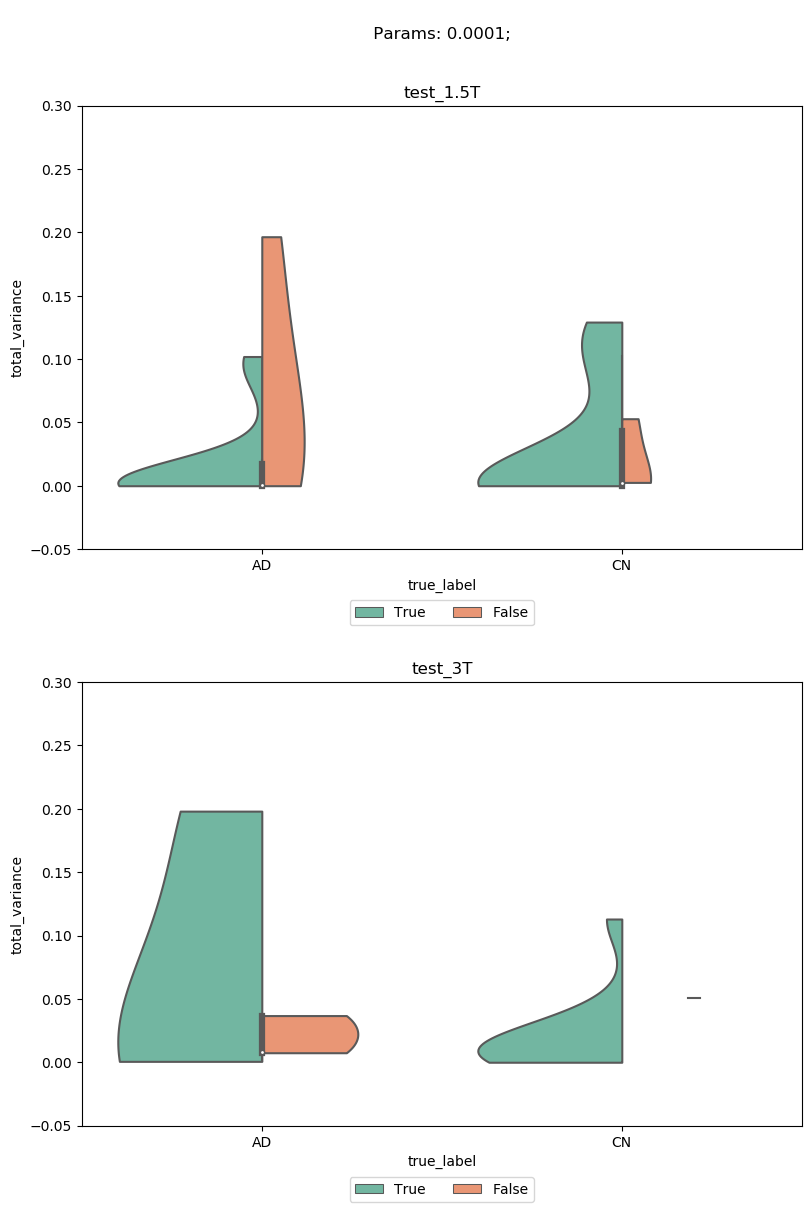 Params: 0.0001;
test_1.5T
0.30
0.25
0.20
0.15
0.10
0.05
0.00
−0.05
total_variance
AD CN
true_label
True False
test_3T
0.30
0.25
0.20
0.15
0.10
0.05
0.00
−0.05
total_variance
AD CN
true_label
True False